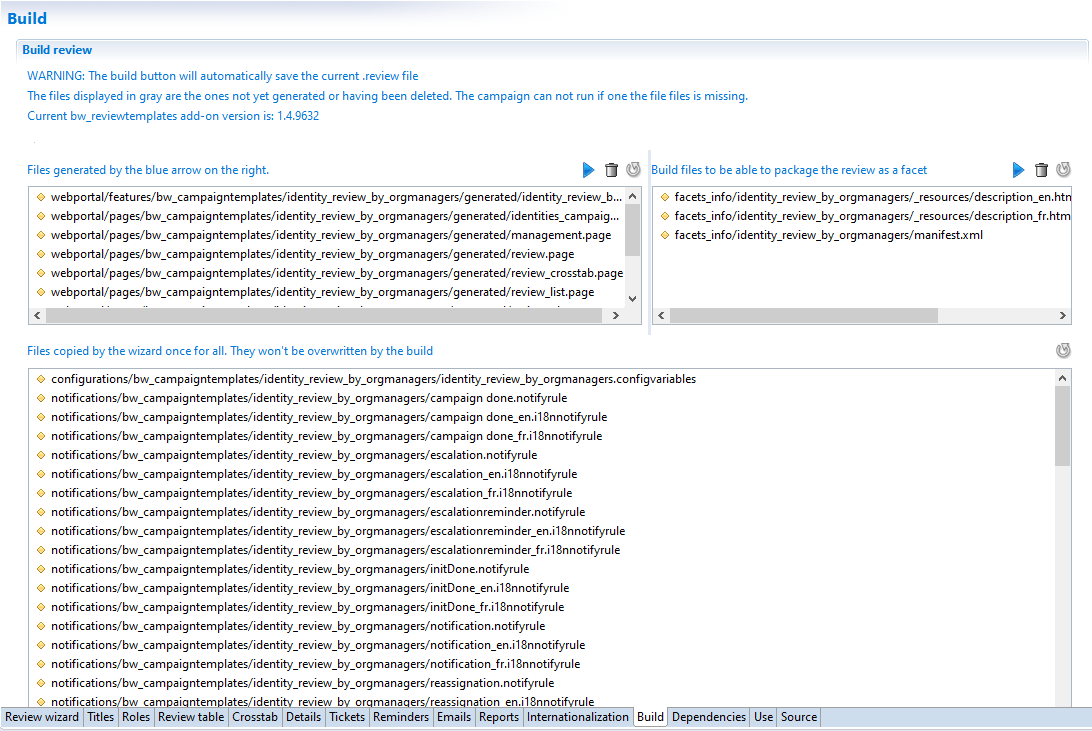 Build
Build review
WARNING: The build button will automatically save the current .review file
The files displayed in gray are the ones not yet generated or having been deleted. The campaign can not run if one the file files is missing.
Current bw_reviewtemplates add-on version is: 1.4.9632
Files generated by the blue arrow on the right.
webportal/features/bw_campaigntemplates/identity_review_by_orgmanagers/generated/identity_review_b...
webportal/pages/bw_campaigntemplates/identity_review_by_orgmanagers/generated/identities_campaig...
webportal/pages/bw_campaigntemplates/identity_review_by_orgmanagers/generated/management.page
webportal/pages/bw_campaigntemplates/identity_review_by_orgmanagers/generated/review.page
webportal/pages/bw_campaigntemplates/identity_review_by_orgmanagers/generated/review_crosstab.page
webportal/pages/bw_campaigntemplates/identity_review_by_orgmanagers/generated/review_list.page
Build files to be able to package the review as a facet
facets_info/identity_review_by_orgmanagers/_resources/description_en.htm
facets_info/identity_review_by_orgmanagers/_resources/description_fr.htm
facets_info/identity_review_by_orgmanagers/manifest.xml
Files copied by the wizard once for all. They won't be overwritten by the build
configurations/bw_campaigntemplates/identity_review_by_orgmanagers/identity_review_by_orgmanagers.configvariables
notifications/bw_campaigntemplates/identity_review_by_orgmanagers/campaign done.notifyrule
notifications/bw_campaigntemplates/identity_review_by_orgmanagers/campaign done_en.i18nnotifyrule
notifications/bw_campaigntemplates/identity_review_by_orgmanagers/campaign done_fr.i18nnotifyrule
notifications/bw_campaigntemplates/identity_review_by_orgmanagers/escalation.notifyrule
notifications/bw_campaigntemplates/identity_review_by_orgmanagers/escalation_en.i18nnotifyrule
notifications/bw_campaigntemplates/identity_review_by_orgmanagers/escalation_fr.i18nnotifyrule
notifications/bw_campaigntemplates/identity_review_by_orgmanagers/escalationreminder.notifyrule
notifications/bw_campaigntemplates/identity_review_by_orgmanagers/escalationreminder_en.i18nnotifyrule
notifications/bw_campaigntemplates/identity_review_by_orgmanagers/escalationreminder_fr.i18nnotifyrule
notifications/bw_campaigntemplates/identity_review_by_orgmanagers/initDone.notifyrule
notifications/bw_campaigntemplates/identity_review_by_orgmanagers/initDone_en.i18nnotifyrule
notifications/bw_campaigntemplates/identity_review_by_orgmanagers/initDone_fr.i18nnotifyrule
notifications/bw_campaigntemplates/identity_review_by_orgmanagers/notification.notifyrule
notifications/bw_campaigntemplates/identity_review_by_orgmanagers/notification_en.i18nnotifyrule
notifications/bw_campaigntemplates/identity_review_by_orgmanagers/notification_fr.i18nnotifyrule
notifications/bw_campaigntemplates/identity_review_by_orgmanagers/reassignation.notifyrule
notifications/bw_campaigntemplates/identity_review_by_orgmanagers/reassignation_en.i18nnotifyrule
Review wizard Titles Roles Review table Crosstab Details Tickets Reminders Emails Reports Internationalization Build Dependencies Use Source